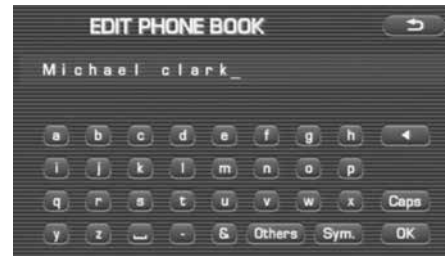 EDIT PHONE BOOK
Michael clark_
a b c d e f g h
i j k l m n o p
q r s t u v w x Caps
y z - & Others Sym. OK